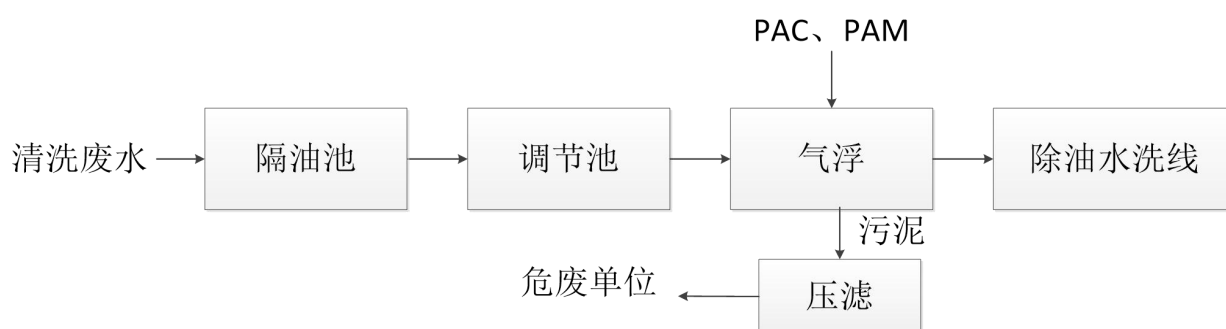 PAC、PAM
清洗废水
隔油池
调节池
气浮
除油水洗线
污泥
危废单位
压滤